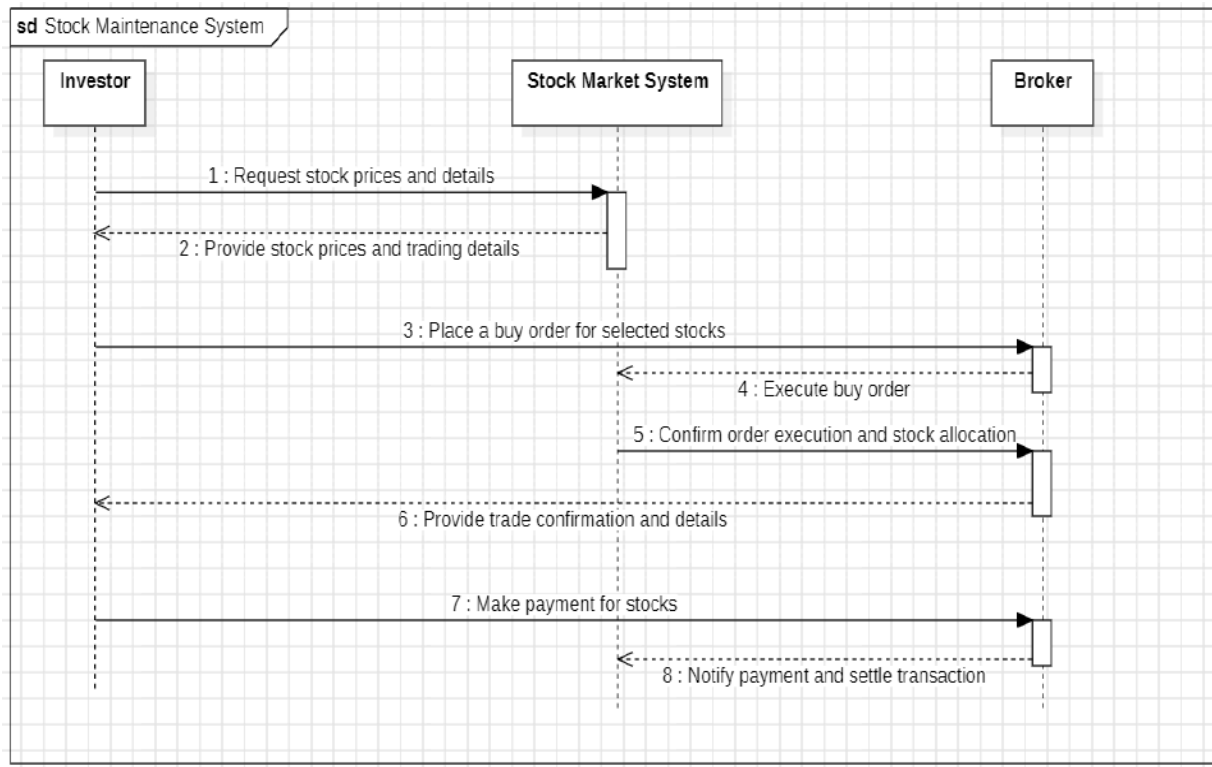 sd Stock Maintenance System
Investor
Stock Market System
Broker
1 : Request stock prices and details
2 : Provide stock prices and trading details
3 : Place a buy order for selected stocks
4 : Execute buy order
5 : Confirm order execution and stock allocation
6 : Provide trade confirmation and details
7 : Make payment for stocks
8 : Notify payment and settle transaction